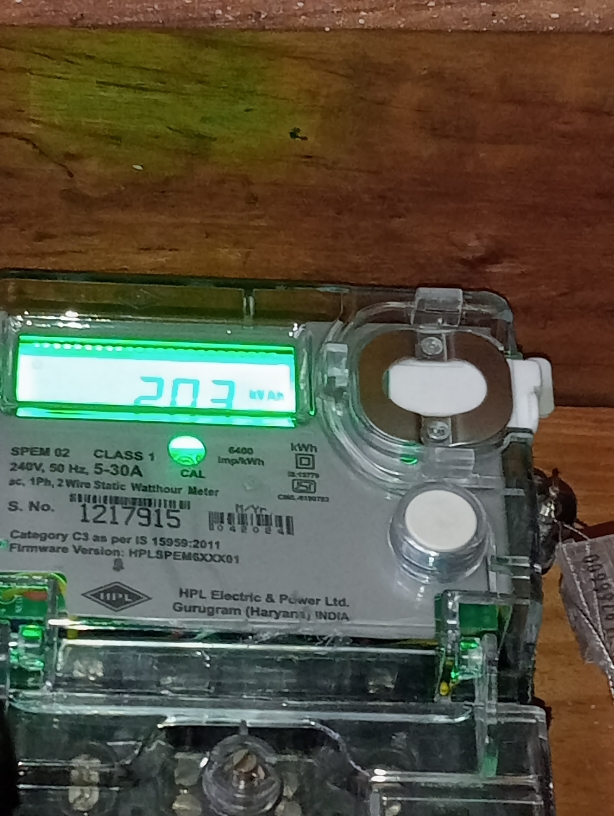 203 kVAh
SPEM 02 CLASS 1 6400 kWh
240V, 50 Hz, 5-30A CAL imp/kWh
ac, 1Ph, 2 Wire Static Watthour Meter
S. No. 1217915 M/Yr.
Category C3 as per IS 15959:2011
Firmware Version: HPLSPEM6XXX01
HPL HPL Electric & Power Ltd.
Gurugram (Haryana) INDIA